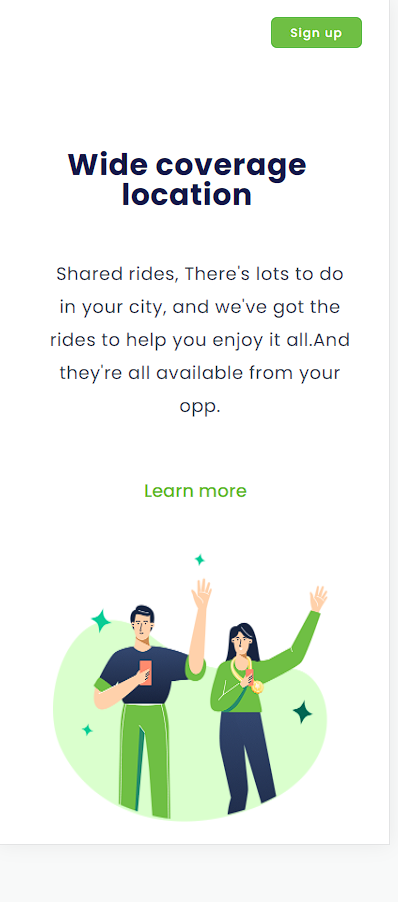 Sign up
Wide coverage
location
Shared rides, There's lots to do
in your city, and we've got the
rides to help you enjoy it all.And
they're all available from your
opp.
Learn more